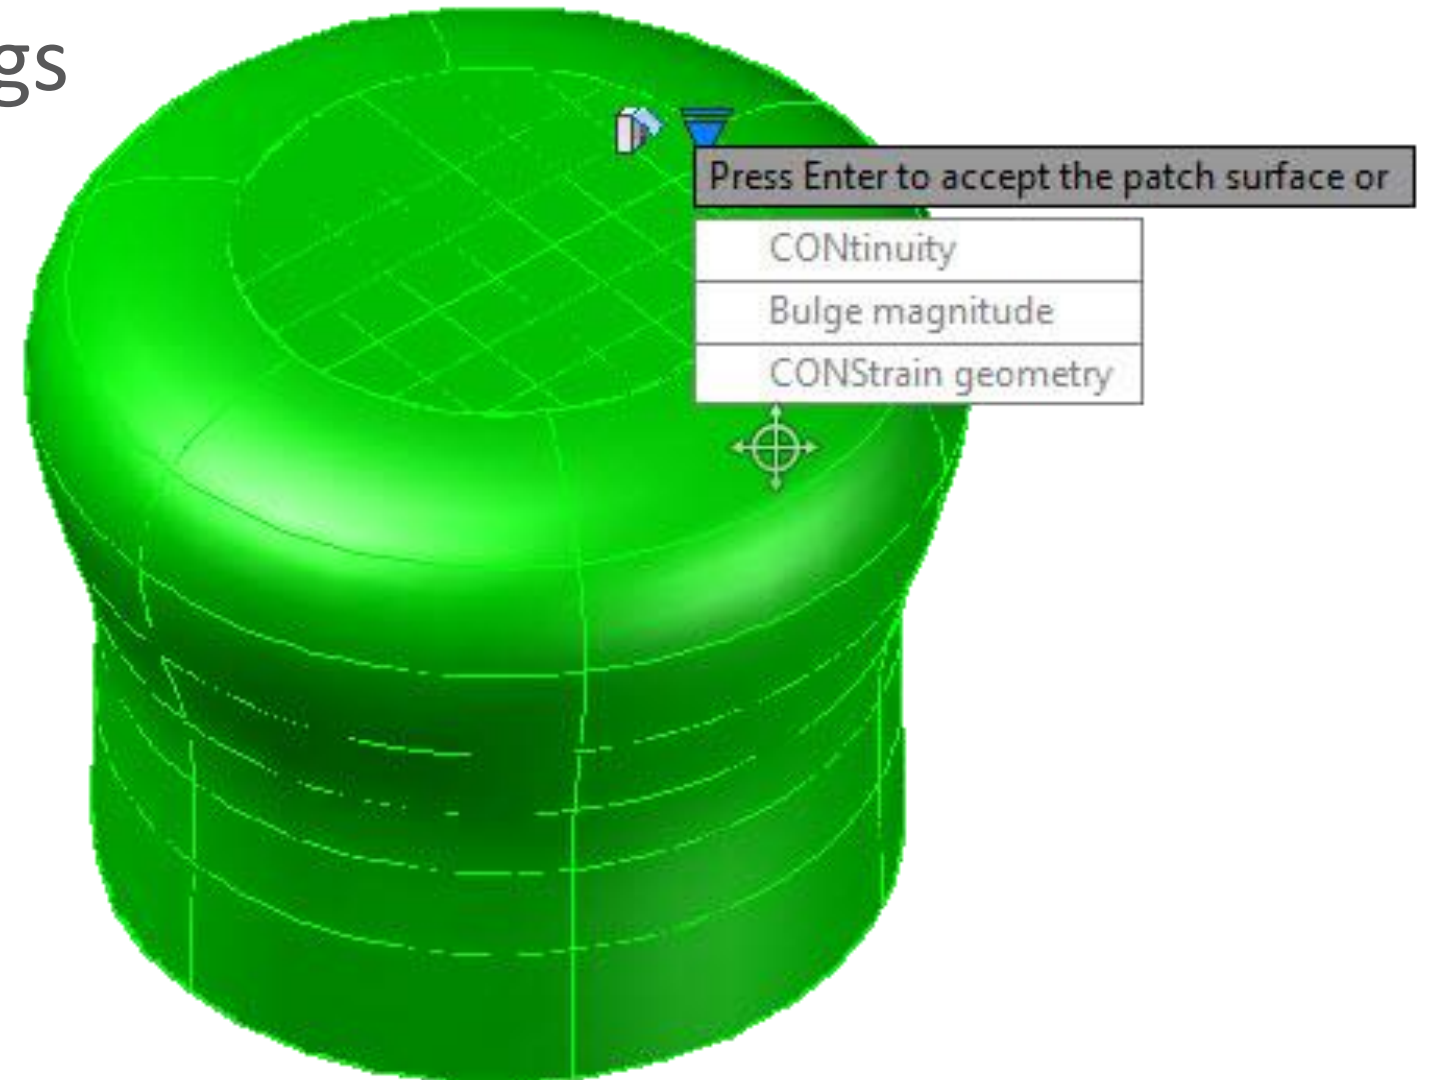 gs
Press Enter to accept the patch surface or
CONtinuity
Bulge magnitude
CONStrain geometry